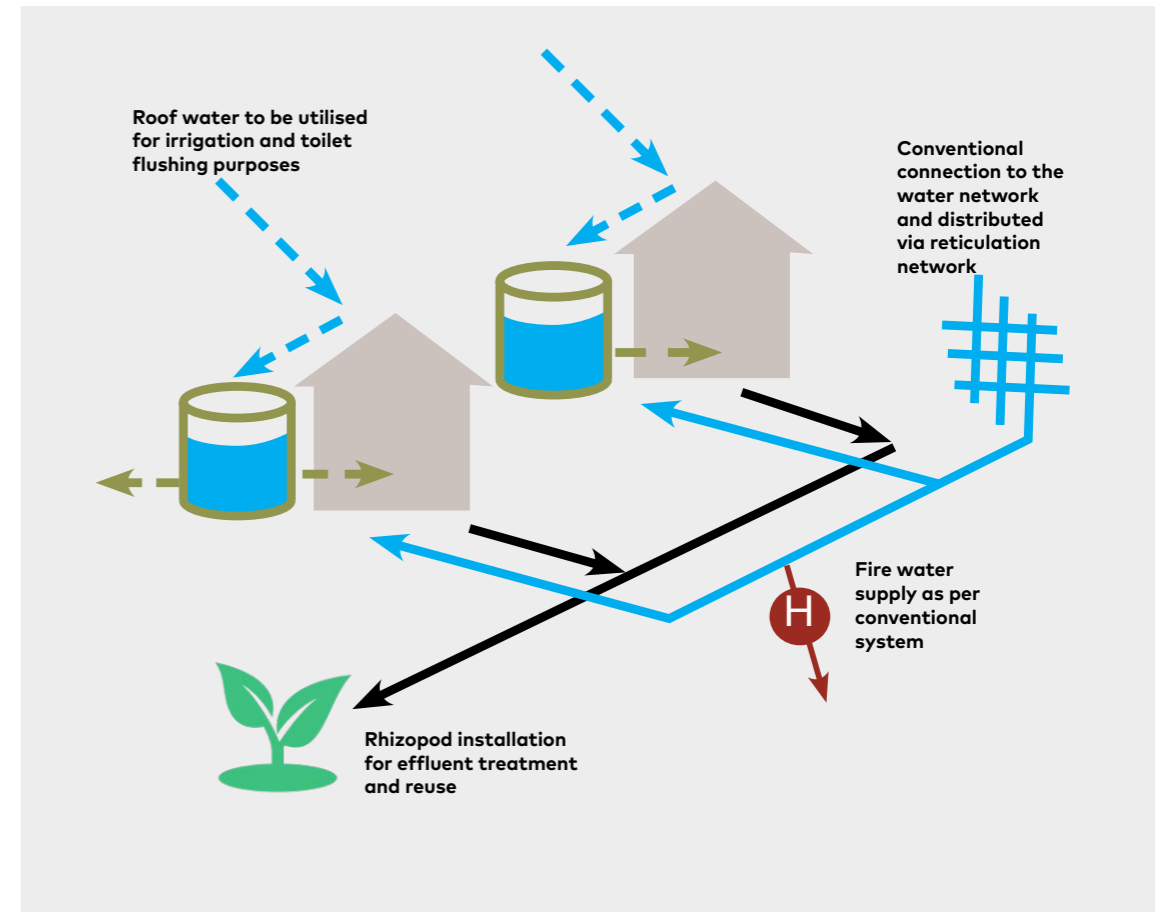 Roof water to be utilised
for irrigation and toilet
flushing purposes
Conventional
connection to the
water network
and distributed
via reticulation
network
Fire water
supply as per
conventional
system
H
Rhizopod installation
for effluent treatment
and reuse